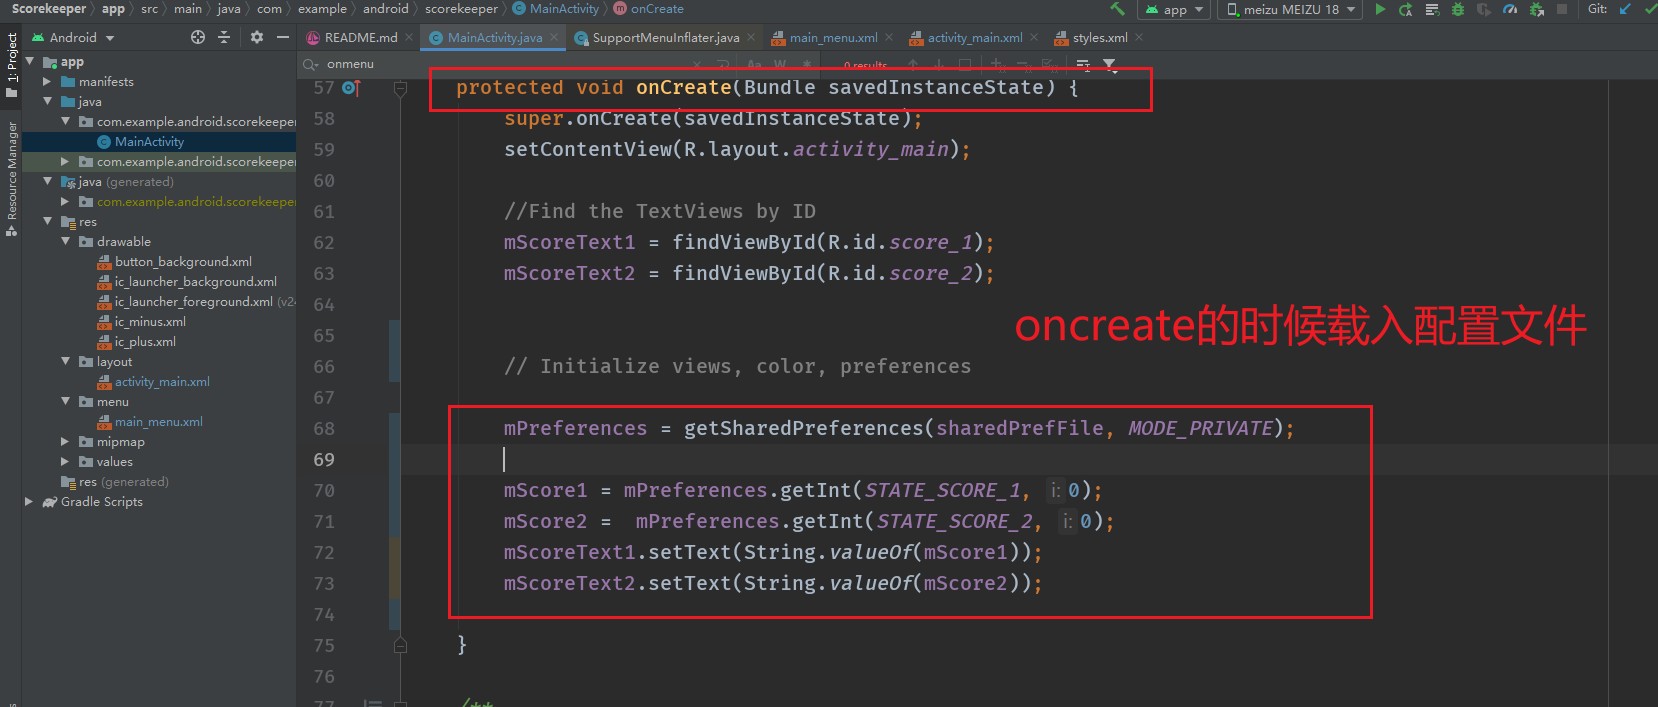 Scorekeeper app src main java com example android scorekeeper MainActivity onCreate app meizu MEIZU 18 Git:
1: Project
Resource Manager
Android
README.md MainActivity.java SupportMenuInflater.java main_menu.xml activity_main.xml styles.xml
onmenu 0 results
app
manifests
java
com.example.android.scorekeeper
MainActivity
com.example.android.scorekeeper
java (generated)
com.example.android.scorekeeper
res
drawable
button_background.xml
ic_launcher_background.xml
ic_launcher_foreground.xml (v24
ic_minus.xml
ic_plus.xml
layout
activity_main.xml
menu
main_menu.xml
mipmap
values
res (generated)
Gradle Scripts
57 protected void onCreate(Bundle savedInstanceState) {
58 super.onCreate(savedInstanceState);
59 setContentView(R.layout.activity_main);
60
61 //Find the TextViews by ID
62 mScoreText1 = findViewById(R.id.score_1);
63 mScoreText2 = findViewById(R.id.score_2);
64
oncreate的时候载入配置文件
65
66 // Initialize views, color, preferences
67
68 mPreferences = getSharedPreferences(sharedPrefFile, MODE_PRIVATE);
69
70 mScore1 = mPreferences.getInt(STATE_SCORE_1, i: 0);
71 mScore2 = mPreferences.getInt(STATE_SCORE_2, i: 0);
72 mScoreText1.setText(String.valueOf(mScore1));
73 mScoreText2.setText(String.valueOf(mScore2));
74
75 }
76
77 /**